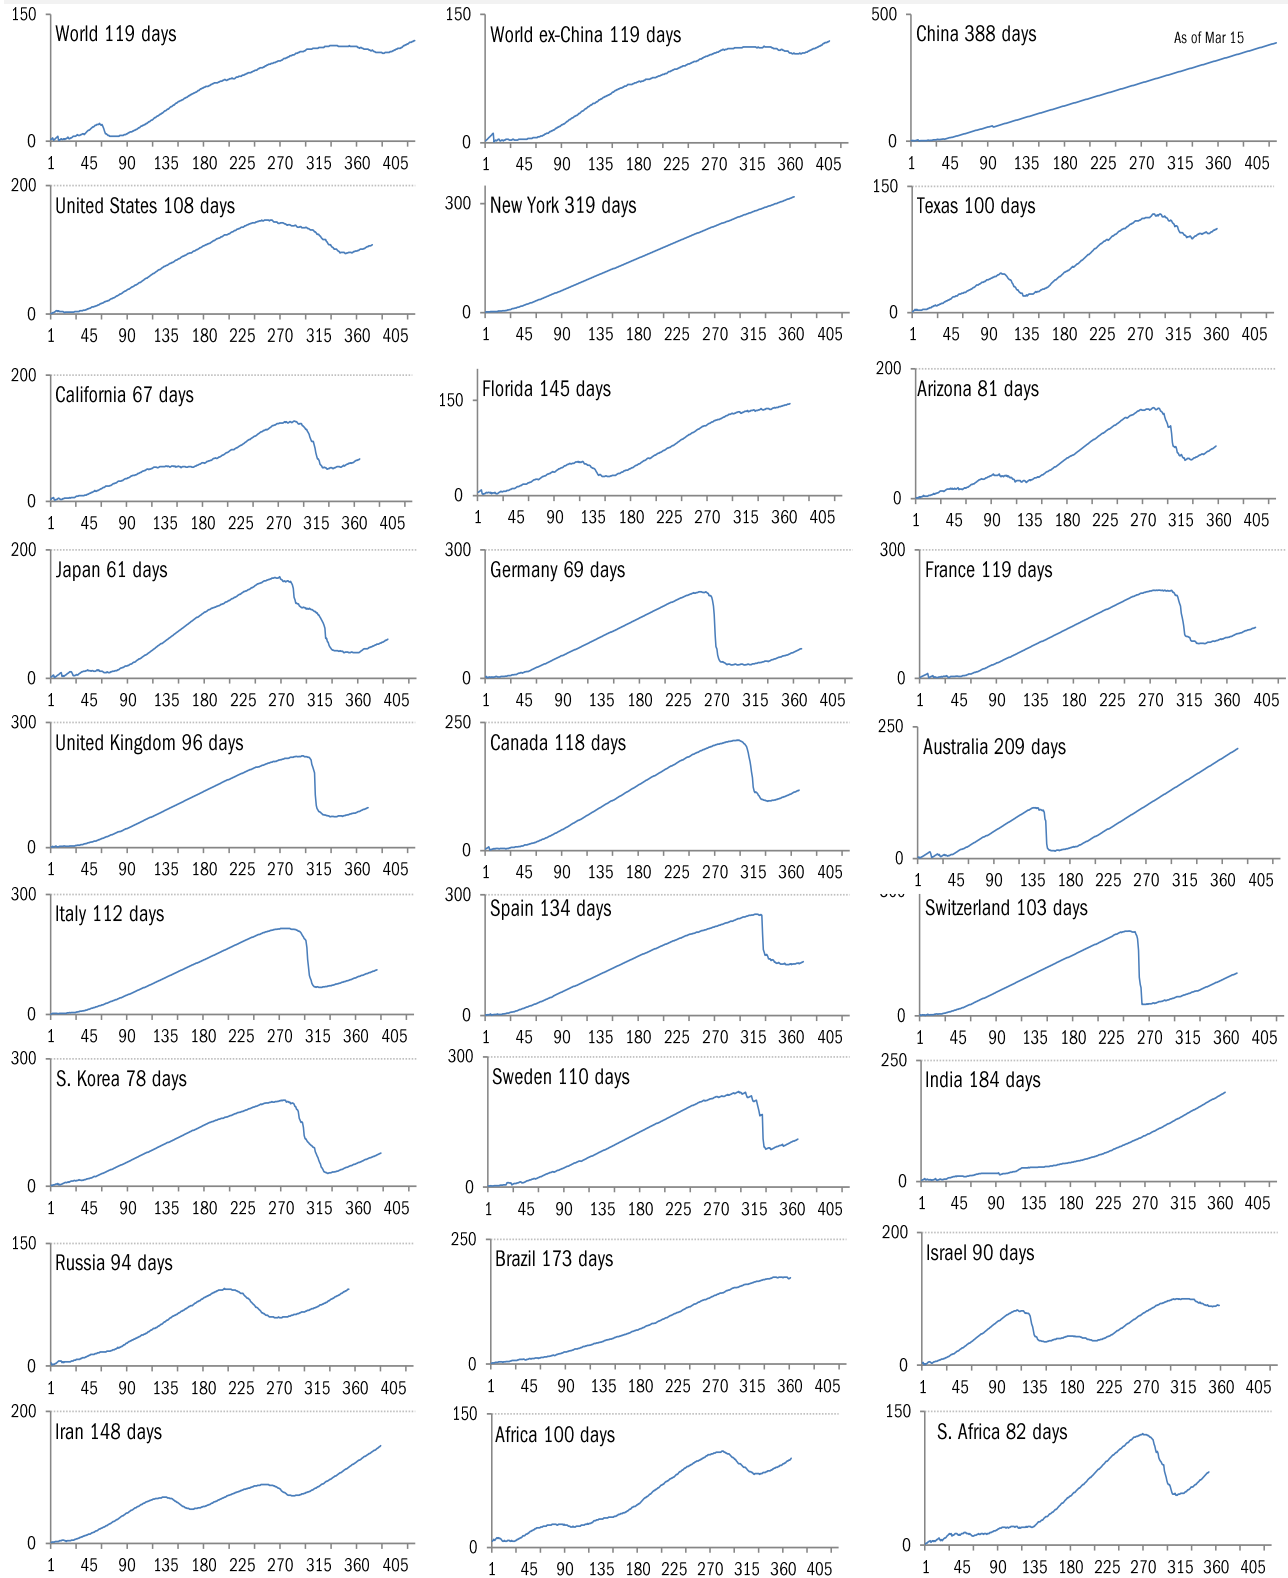 150 150 500
World 119 days World ex-China 119 days China 388 days
As of Mar 15
0 0 0
1 45 90 135 180 225 270 315 360 405 1 45 90 135 180 225 270 315 360 405 1 45 90 135 180 225 270 315 360 405
200 300 150
United States 108 days New York 319 days Texas 100 days
0 0 0
1 45 90 135 180 225 270 315 360 405 1 45 90 135 180 225 270 315 360 405 1 45 90 135 180 225 270 315 360 405
200 150 200
California 67 days Florida 145 days Arizona 81 days
0 0 0
1 45 90 135 180 225 270 315 360 405 1 45 90 135 180 225 270 315 360 405 1 45 90 135 180 225 270 315 360 405
200 300 300
Japan 61 days Germany 69 days France 119 days
0 0 0
1 45 90 135 180 225 270 315 360 405 1 45 90 135 180 225 270 315 360 405 1 45 90 135 180 225 270 315 360 405
300 250 250
United Kingdom 96 days Canada 118 days Australia 209 days
0 0 0
1 45 90 135 180 225 270 315 360 405 1 45 90 135 180 225 270 315 360 405 1 45 90 135 180 225 270 315 360 405
300 300
Italy 112 days Spain 134 days Switzerland 103 days
0 0 0
1 45 90 135 180 225 270 315 360 405 1 45 90 135 180 225 270 315 360 405 1 45 90 135 180 225 270 315 360 405
300 300 250
S. Korea 78 days Sweden 110 days India 184 days
0 0 0
1 45 90 135 180 225 270 315 360 405 1 45 90 135 180 225 270 315 360 405 1 45 90 135 180 225 270 315 360 405
150 250 200
Russia 94 days Brazil 173 days Israel 90 days
0 0 0
1 45 90 135 180 225 270 315 360 405 1 45 90 135 180 225 270 315 360 405 1 45 90 135 180 225 270 315 360 405
200 150 150
Iran 148 days Africa 100 days S. Africa 82 days
0 0 0
1 45 90 135 180 225 270 315 360 405 1 45 90 135 180 225 270 315 360 405 1 45 90 135 180 225 270 315 360 405